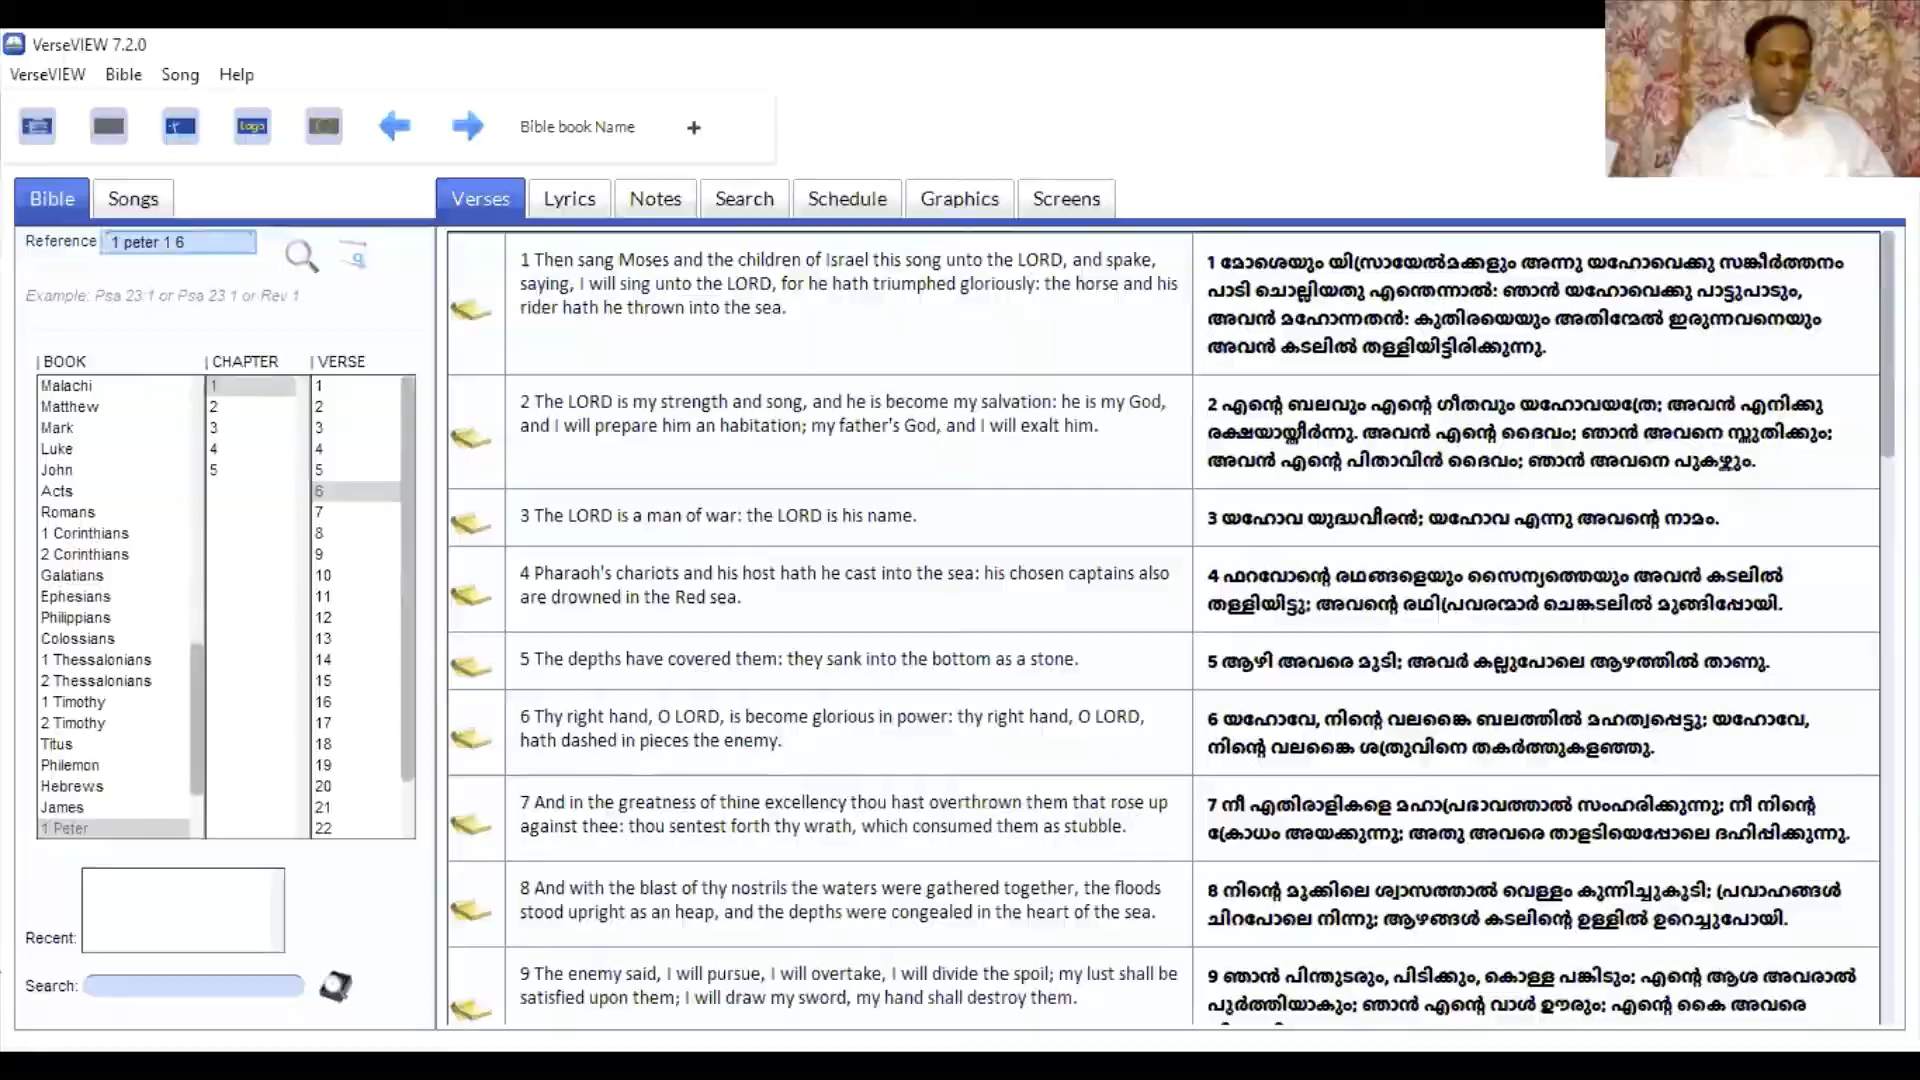 VerseVIEW 7.2.0
VerseVIEW Bible Song Help
Logo
Bible book Name +
Bible Songs
Verses Lyrics Notes Search Schedule Graphics Screens
Reference 1 peter 1 6
Example: Psa 23:1 or Psa 23 1 or Rev 1
| BOOK | CHAPTER | VERSE
Malachi 1 1
Matthew 2 2
Mark 3 3
Luke 4 4
John 5 5
Acts 6
Romans 7
1 Corinthians 8
2 Corinthians 9
Galatians 10
Ephesians 11
Philippians 12
Colossians 13
1 Thessalonians 14
2 Thessalonians 15
1 Timothy 16
2 Timothy 17
Titus 18
Philemon 19
Hebrews 20
James 21
1 Peter 22
Recent:
Search:
1 Then sang Moses and the children of Israel this song unto the LORD, and spake,
saying, I will sing unto the LORD, for he hath triumphed gloriously: the horse and his
rider hath he thrown into the sea.
1 മോശെയും യിസ്രായേൽമക്കളും അന്നു യഹോവെക്കു സങ്കീർത്തനം
പാടി ചൊല്ലിയതു എന്തെന്നാൽ: ഞാൻ യഹോവെക്കു പാട്ടുപാടും,
അവൻ മഹോന്നതൻ: കുതിരയെയും അതിന്മേൽ ഇരുന്നവനെയും
അവൻ കടലിൽ തള്ളിയിട്ടിരിക്കുന്നു.
2 The LORD is my strength and song, and he is become my salvation: he is my God,
and I will prepare him an habitation; my father's God, and I will exalt him.
2 എന്റെ ബലവും എന്റെ ഗീതവും യഹോവയത്രേ; അവൻ എനിക്കു
രക്ഷയായ്തീർന്നു. അവൻ എന്റെ ദൈവം; ഞാൻ അവനെ സ്തുതിക്കും;
അവൻ എന്റെ പിതാവിൻ ദൈവം; ഞാൻ അവനെ പുകഴ്ത്തും.
3 The LORD is a man of war: the LORD is his name.
3 യഹോവ യുദ്ധവീരൻ; യഹോവ എന്നു അവന്റെ നാമം.
4 Pharaoh's chariots and his host hath he cast into the sea: his chosen captains also
are drowned in the Red sea.
4 ഫറവോന്റെ രഥങ്ങളെയും സൈന്യത്തെയും അവൻ കടലിൽ
തള്ളിയിട്ടു; അവന്റെ രഥിപ്രവരന്മാർ ചെങ്കടലിൽ മുങ്ങിപ്പോയി.
5 The depths have covered them: they sank into the bottom as a stone.
5 ആഴി അവരെ മൂടി; അവർ കല്ലുപോലെ ആഴത്തിൽ താണു.
6 Thy right hand, O LORD, is become glorious in power: thy right hand, O LORD,
hath dashed in pieces the enemy.
6 യഹോവേ, നിന്റെ വലങ്കൈ ബലത്തിൽ മഹത്വപ്പെട്ടു; യഹോവേ,
നിന്റെ വലങ്കൈ ശത്രുവിനെ തകർത്തുകളഞ്ഞു.
7 And in the greatness of thine excellency thou hast overthrown them that rose up
against thee: thou sentest forth thy wrath, which consumed them as stubble.
7 നീ എതിരാളികളെ മഹാപ്രഭാവത്താൽ സംഹരിക്കുന്നു; നീ നിന്റെ
ക്രോധം അയക്കുന്നു; അതു അവരെ താളടിയെപ്പോലെ ദഹിപ്പിക്കുന്നു.
8 And with the blast of thy nostrils the waters were gathered together, the floods
stood upright as an heap, and the depths were congealed in the heart of the sea.
8 നിന്റെ മൂക്കിലെ ശ്വാസത്താൽ വെള്ളം കുന്നിച്ചുകൂടി; പ്രവാഹങ്ങൾ
ചിറപോലെ നിന്നു; ആഴങ്ങൾ കടലിന്റെ ഉള്ളിൽ ഉറെച്ചുപോയി.
9 The enemy said, I will pursue, I will overtake, I will divide the spoil; my lust shall be
satisfied upon them; I will draw my sword, my hand shall destroy them.
9 ഞാൻ പിന്തുടരും, പിടിക്കും, കൊള്ള പങ്കിടും; എന്റെ ആശ അവരാൽ
പൂർത്തിയാകും; ഞാൻ എന്റെ വാൾ ഊരും; എന്റെ കൈ അവരെ